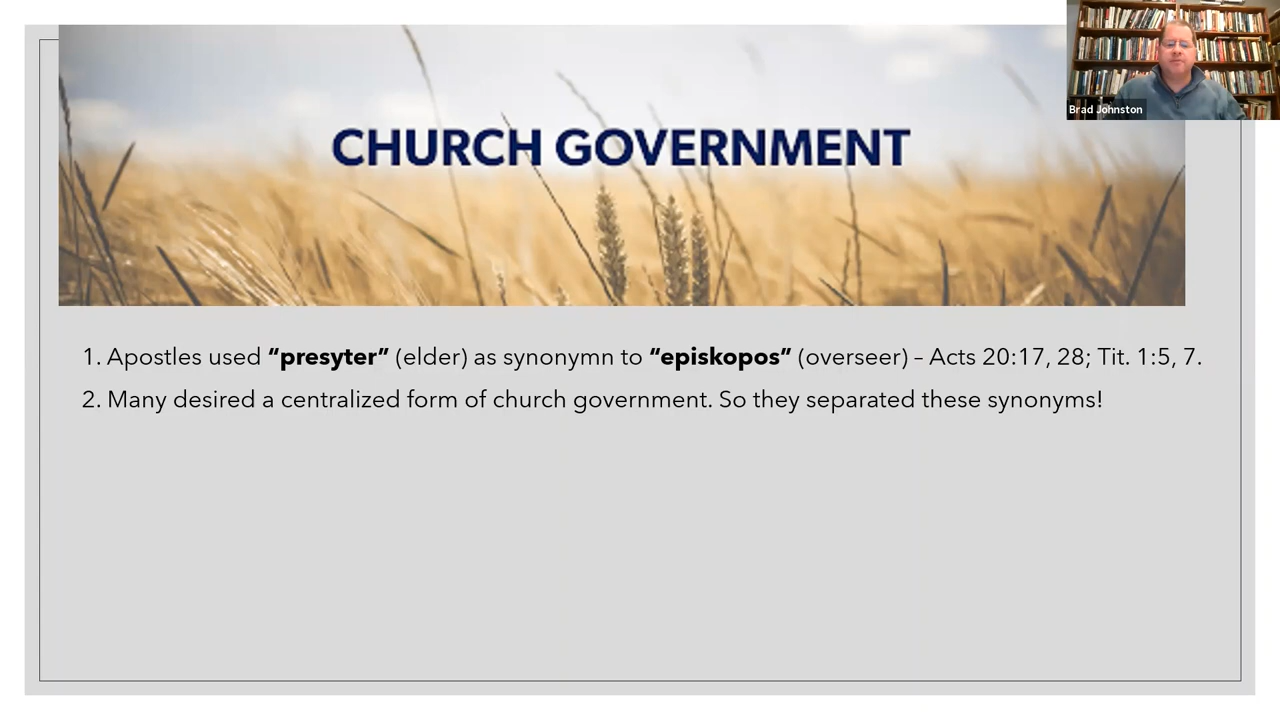 CHURCH GOVERNMENT
Brad Johnston
1. Apostles used “presyter” (elder) as synonymn to “episkopos” (overseer) – Acts 20:17, 28; Tit. 1:5, 7.
2. Many desired a centralized form of church government. So they separated these synonyms!